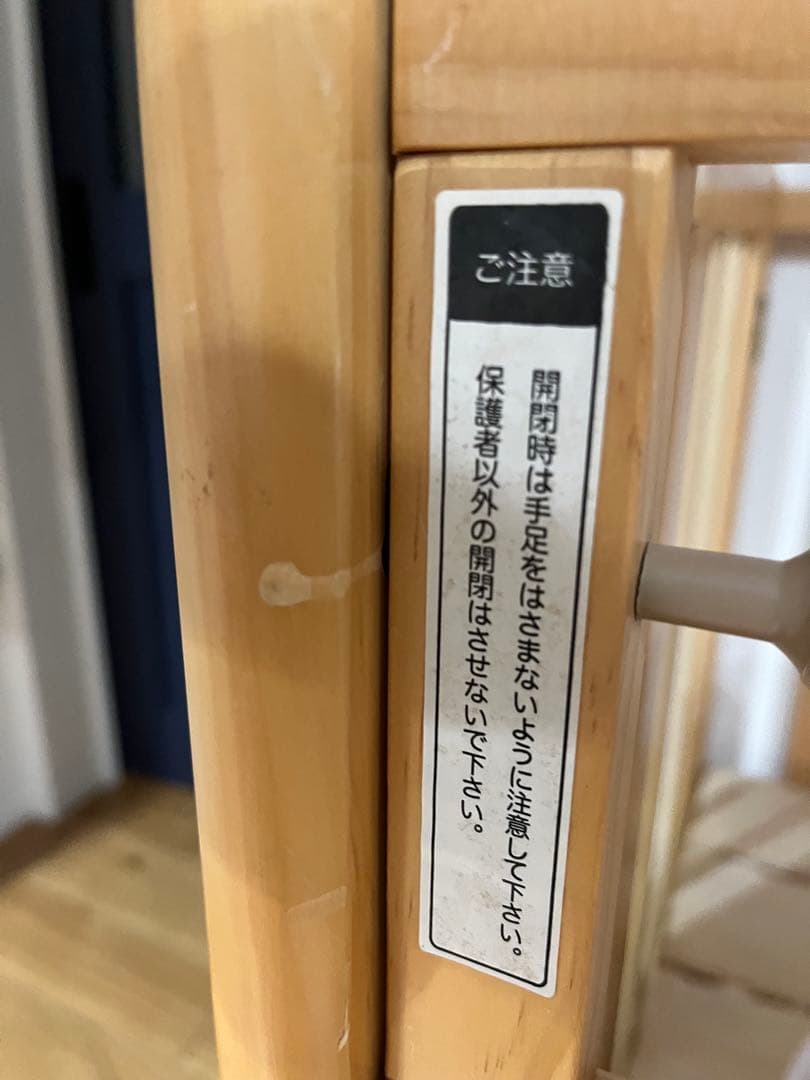 ご注意
開閉時は手足をはさまないように注意して下さい。
保護者以外の開閉はさせないで下さい。